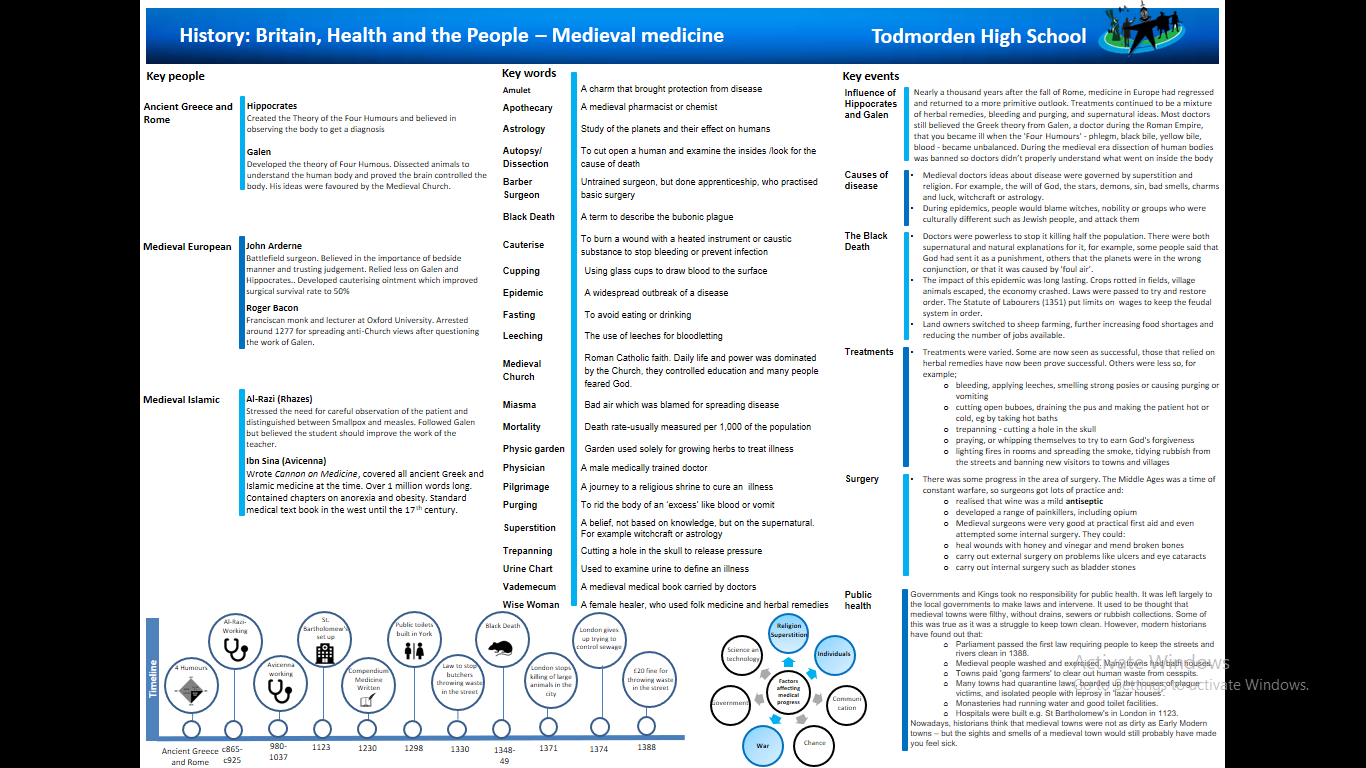 History: Britain, Health and the People – Medieval medicine
Todmorden High School
Key people
Ancient Greece and
Rome
Hippocrates
Created the Theory of the Four Humours and believed in
observing the body to get a diagnosis
Galen
Developed the theory of Four Humous. Dissected animals to
understand the human body and proved the brain controlled the
body. His ideas were favoured by the Medieval Church.
Medieval European
John Arderne
Battlefield surgeon. Believed in the importance of bedside
manner and trusting judgement. Relied less on Galen and
Hippocrates.. Developed cauterising ointment which improved
surgical survival rate to 50%
Roger Bacon
Franciscan monk and lecturer at Oxford University. Arrested
around 1277 for spreading anti-Church views after questioning
the work of Galen.
Medieval Islamic
Al-Razi (Rhazes)
Stressed the need for careful observation of the patient and
distinguished between Smallpox and measles. Followed Galen
but believed the student should improve the work of the
teacher.
Ibn Sina (Avicenna)
Wrote Cannon on Medicine, covered all ancient Greek and
Islamic medicine at the time. Over 1 million words long.
Contained chapters on anorexia and obesity. Standard
medical text book in the west until the 17th century.
Key words
Amulet
A charm that brought protection from disease
Apothecary
A medieval pharmacist or chemist
Astrology
Study of the planets and their effect on humans
Autopsy/
Dissection
To cut open a human and examine the insides /look for the
cause of death
Barber
Surgeon
Untrained surgeon, but done apprenticeship, who practised
basic surgery
Black Death
A term to describe the bubonic plague
Cauterise
To burn a wound with a heated instrument or caustic
substance to stop bleeding or prevent infection
Cupping
Using glass cups to draw blood to the surface
Epidemic
A widespread outbreak of a disease
Fasting
To avoid eating or drinking
Leeching
The use of leeches for bloodletting
Medieval
Church
Roman Catholic faith. Daily life and power was dominated
by the Church, they controlled education and many people
feared God.
Miasma
Bad air which was blamed for spreading disease
Mortality
Death rate-usually measured per 1,000 of the population
Physic garden
Garden used solely for growing herbs to treat illness
Physician
A male medically trained doctor
Pilgrimage
A journey to a religious shrine to cure an illness
Purging
To rid the body of an 'excess' like blood or vomit
Superstition
A belief, not based on knowledge, but on the supernatural.
For example witchcraft or astrology
Trepanning
Cutting a hole in the skull to release pressure
Urine Chart
Used to examine urine to define an illness
Vademecum
A medieval medical book carried by doctors
Wise Woman
A female healer, who used folk medicine and herbal remedies
Key events
Influence of
Hippocrates
and Galen
Nearly a thousand years after the fall of Rome, medicine in Europe had regressed
and returned to a more primitive outlook. Treatments continued to be a mixture
of herbal remedies, bleeding and purging, and supernatural ideas. Most doctors
still believed the Greek theory from Galen, a doctor during the Roman Empire,
that you became ill when the 'Four Humours' - phlegm, black bile, yellow bile,
blood - became unbalanced. During the medieval era dissection of human bodies
was banned so doctors didn't properly understand what went on inside the body
Causes of
disease
• Medieval doctors ideas about disease were governed by superstition and
religion. For example, the will of God, the stars, demons, sin, bad smells, charms
and luck, witchcraft or astrology.
• During epidemics, people would blame witches, nobility or groups who were
culturally different such as Jewish people, and attack them
The Black
Death
• Doctors were powerless to stop it killing half the population. There were both
supernatural and natural explanations for it, for example, some people said that
God had sent it as a punishment, others that the planets were in the wrong
conjunction, or that it was caused by 'foul air'.
• The impact of this epidemic was long lasting. Crops rotted in fields, village
animals escaped, the economy crashed. Laws were passed to try and restore
order. The Statute of Labourers (1351) put limits on wages to keep the feudal
system in order.
• Land owners switched to sheep farming, further increasing food shortages and
reducing the number of jobs available.
Treatments
• Treatments were varied. Some are now seen as successful, those that relied on
herbal remedies have now been prove successful. Others were less so, for
example;
o bleeding, applying leeches, smelling strong posies or causing purging or
vomiting
o cutting open buboes, draining the pus and making the patient hot or
cold, eg by taking hot baths
o trepanning - cutting a hole in the skull
o praying, or whipping themselves to try to earn God's forgiveness
o lighting fires in rooms and spreading the smoke, tidying rubbish from
the streets and banning new visitors to towns and villages
Surgery
• There was some progress in the area of surgery. The Middle Ages was a time of
constant warfare, so surgeons got lots of practice and:
o realised that wine was a mild antiseptic
o developed a range of painkillers, including opium
o Medieval surgeons were very good at practical first aid and even
attempted some internal surgery. They could:
o heal wounds with honey and vinegar and mend broken bones
o carry out external surgery on problems like ulcers and eye cataracts
o carry out internal surgery such as bladder stones
Public
health
Governments and Kings took no responsibility for public health. It was left largely to
the local governments to make laws and intervene. It used to be thought that
medieval towns were filthy, without drains, sewers or rubbish collections. Some of
this was true as it was a struggle to keep town clean. However, modern historians
have found out that:
o Parliament passed the first law requiring people to keep the streets and
rivers clean in 1388.
o Medieval people washed and exercised. Many towns had bath houses.
o Towns paid 'gong farmers' to clear out human waste from cesspits.
o Many towns had quarantine laws, boarded up the houses of plague
victims, and isolated people with leprosy in 'lazar houses'.
o Monasteries had running water and good toilet facilities.
o Hospitals were built e.g. St Bartholomew's in London in 1123.
Nowadays, historians think that medieval towns were not as dirty as Early Modern
towns – but the sights and smells of a medieval town would still probably have made
you feel sick.
Timeline
4 Humours
Ancient Greece
and Rome
Al-Razi-
Working
c865-
c925
Avicenna
working
980-
1037
St.
Bartholomew's
set up
1123
Compendium
Medicine
Written
1230
Public toilets
built in York
1298
Law to stop
butchers
throwing waste
in the street
1330
Black Death
1348-
49
London stops
killing of large
animals in the
city
1371
London gives
up trying to
control sewage
1374
£20 fine for
throwing waste
in the street
1388
Factors
affecting
medical
progress
Religion
Superstition
Individuals
Communi
cation
Chance
War
Government
Science an
technology
Activate Windows
Go to Settings to activate Windows.